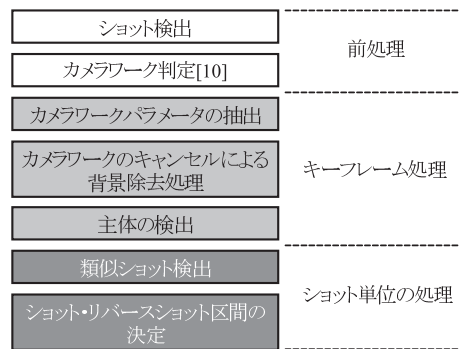 ショット検出
カメラワーク判定[10]
前処理
カメラワークパラメータの抽出
カメラワークのキャンセルによる
背景除去処理
主体の検出
キーフレーム処理
類似ショット検出
ショット・リバースショット区間の
決定
ショット単位の処理